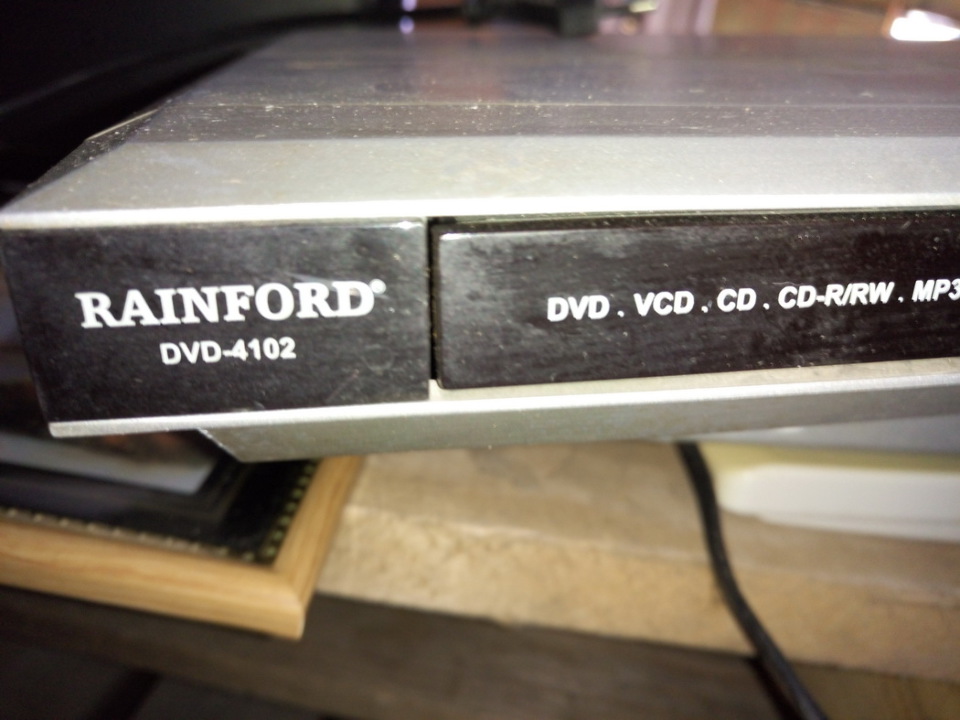 RAINFORD®
DVD-4102
DVD . VCD . CD . CD-R/RW . MP3